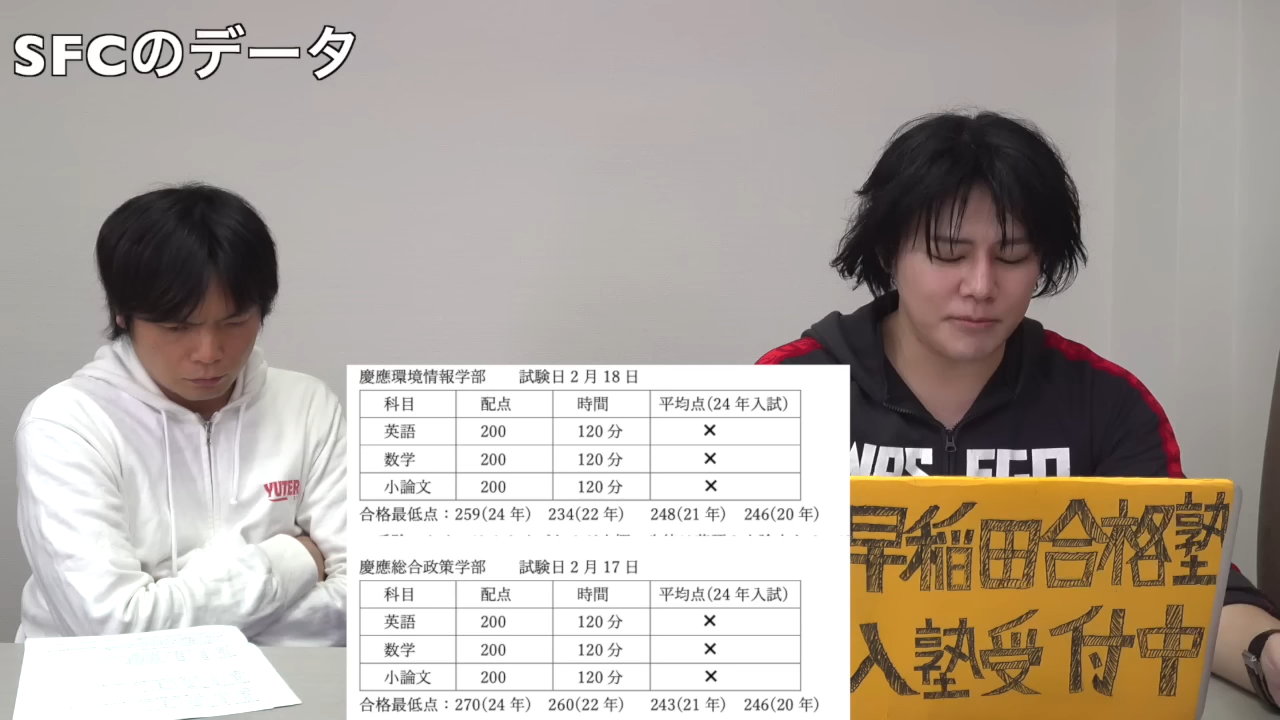 SFCのデータ
YUTER
慶應環境情報学部 試験日2月18日
科目 配点 時間 平均点(24年入試)
英語 200 120分 ×
数学 200 120分 ×
小論文 200 120分 ×
合格最低点：259(24年) 234(22年) 248(21年) 246(20年)
慶應総合政策学部 試験日2月17日
科目 配点 時間 平均点(24年入試)
英語 200 120分 ×
数学 200 120分 ×
小論文 200 120分 ×
合格最低点：270(24年) 260(22年) 243(21年) 246(20年)
早稲田合格塾
入塾受付中